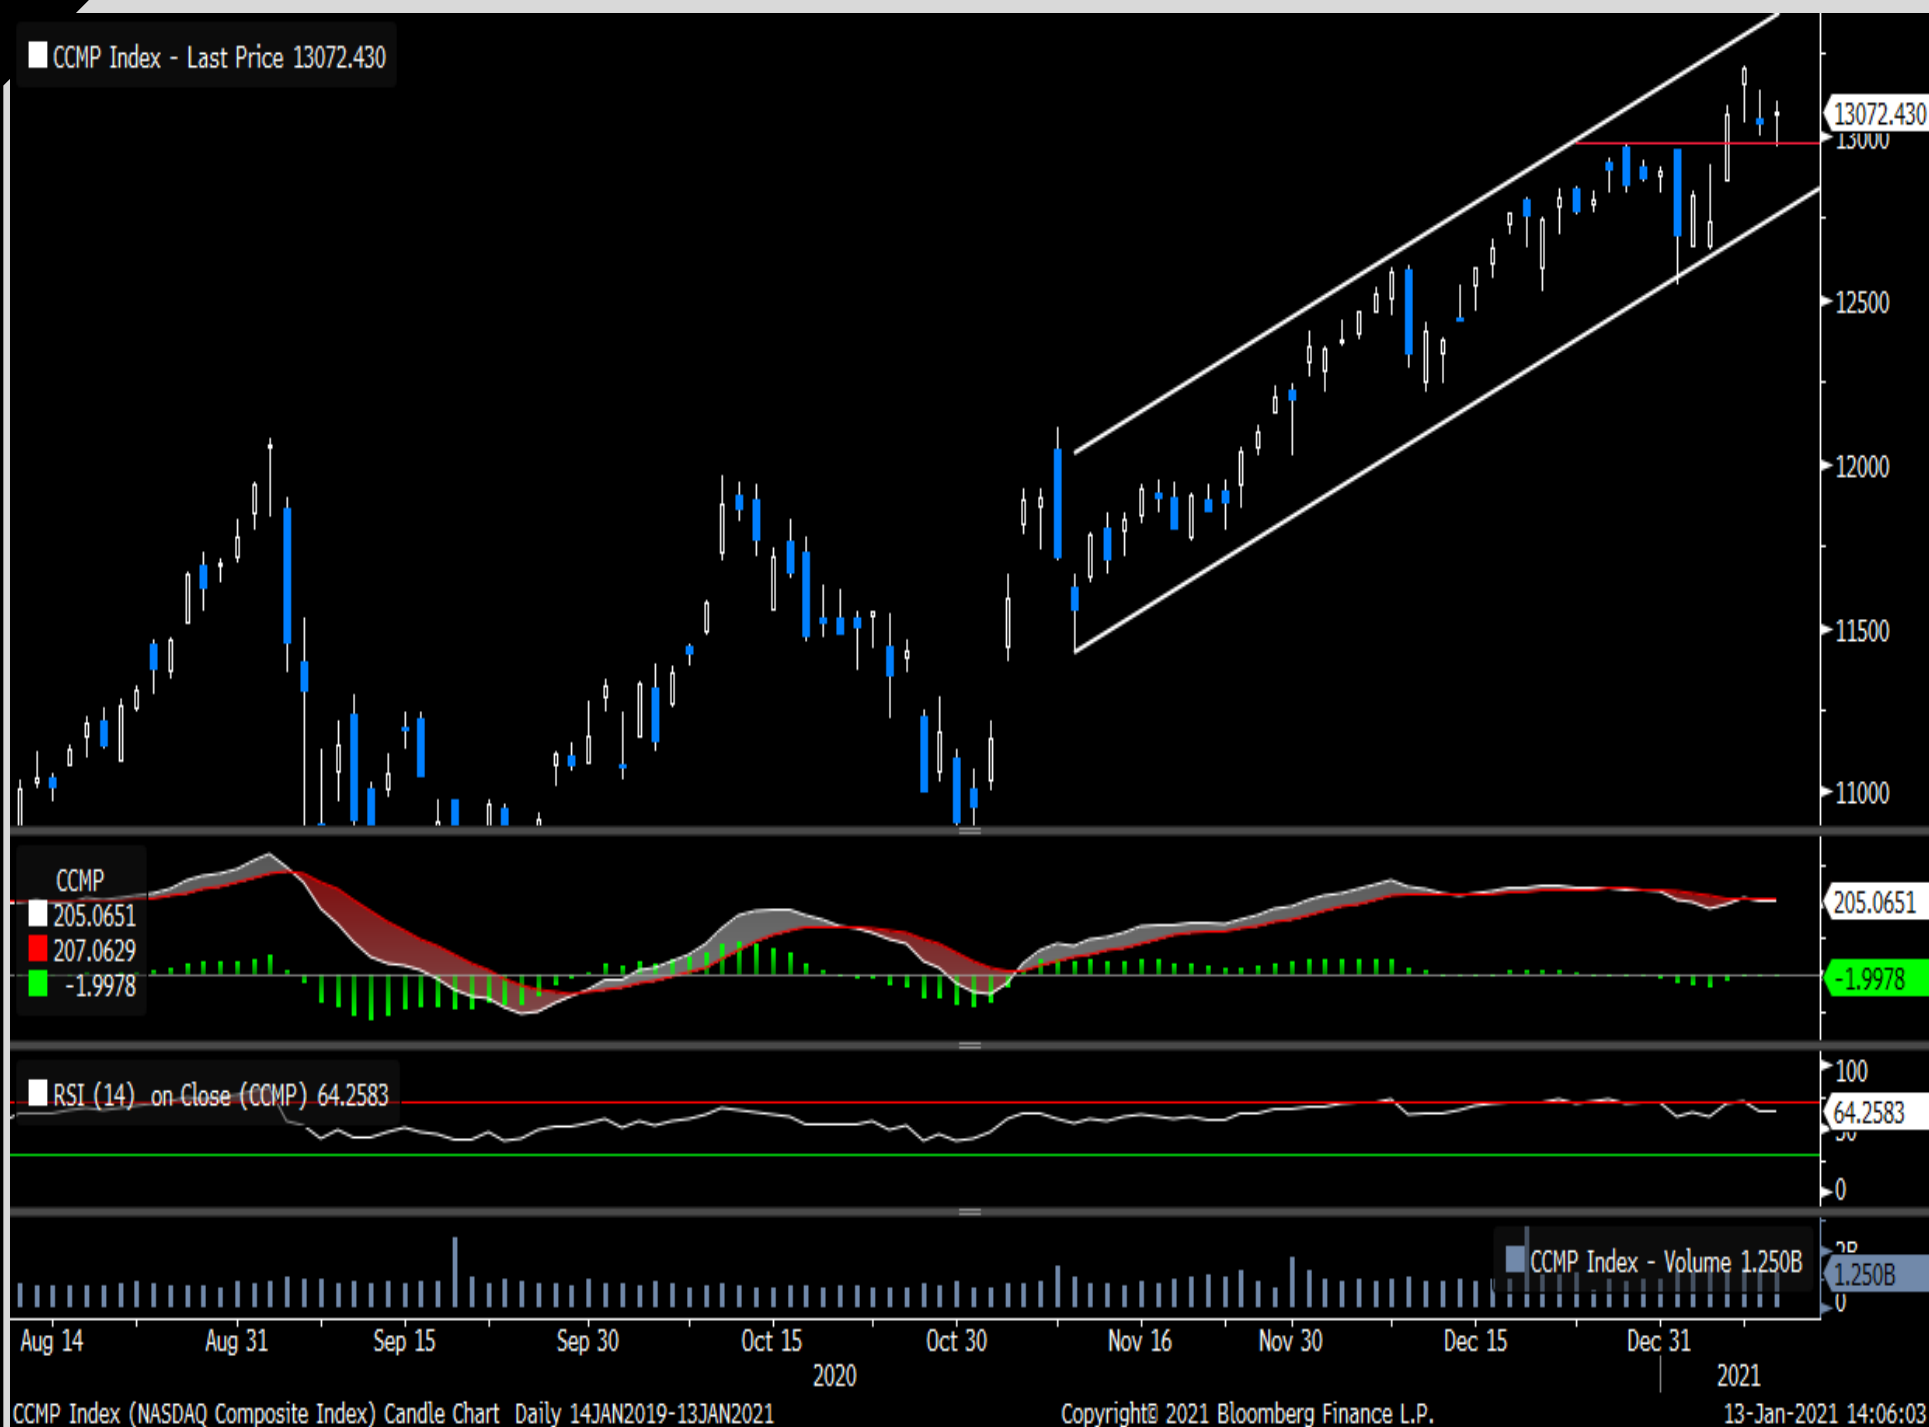 CCMP Index - Last Price 13072.430
13072.430
13000
12500
12000
11500
11000
CCMP
205.0651
207.0629
-1.9978
205.0651
-1.9978
RSI (14) on Close (CCMP) 64.2583
100
64.2583
50
0
CCMP Index - Volume 1.250B
2B
1.250B
0
Aug 14 Aug 31 Sep 15 Sep 30 Oct 15 Oct 30 Nov 16 Nov 30 Dec 15 Dec 31
2020 2021
CCMP Index (NASDAQ Composite Index) Candle Chart Daily 14JAN2019-13JAN2021 Copyright© 2021 Bloomberg Finance L.P. 13-Jan-2021 14:06:03